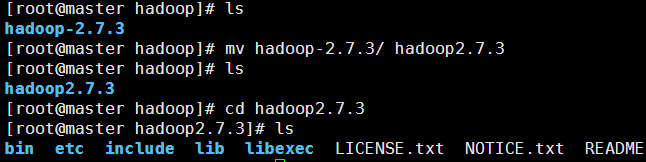 [root@master hadoop]# ls
hadoop-2.7.3
[root@master hadoop]# mv hadoop-2.7.3/ hadoop2.7.3
[root@master hadoop]# ls
hadoop2.7.3
[root@master hadoop]# cd hadoop2.7.3
[root@master hadoop2.7.3]# ls
bin etc include lib libexec LICENSE.txt NOTICE.txt README